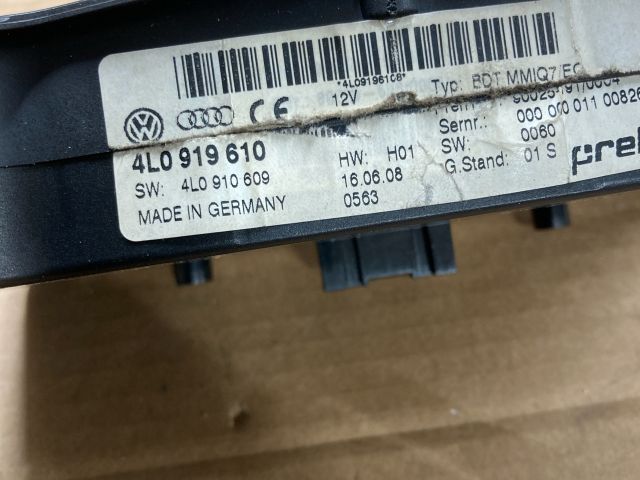 *4L0919610B*
12V
Typ: BDT MMIQ7/EC
CE
4L0 919 610
Sernr.: 000 000 011 00826
HW: H01
SW: 0060
SW: 4L0 910 609
16.06.08
G.Stand: 01 S
MADE IN GERMANY
0563
preh